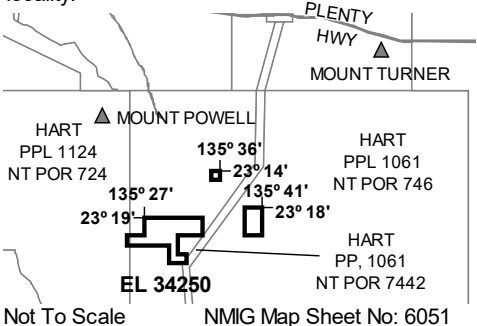 locality:
PLENTY
HWY
MOUNT TURNER
MOUNT POWELL
HART
PPL 1124
NT POR 724
135º 36'
23º 14'
HART
PPL 1061
NT POR 746
135º 27'
23º 19'
135º 41'
23º 18'
HART
PP, 1061
NT POR 7442
EL 34250
Not To Scale
NMIG Map Sheet No: 6051